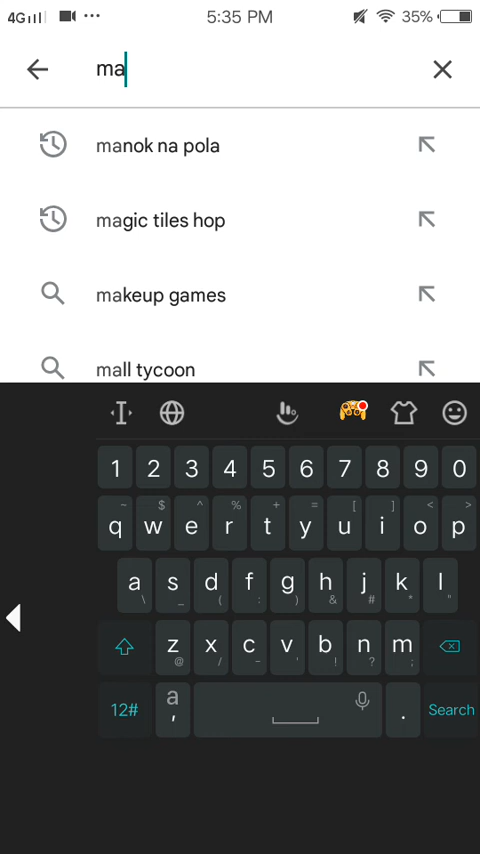 4G 5:35 PM 35%
ma
manok na pola
magic tiles hop
makeup games
mall tycoon
1 2 3 4 5 6 7 8 9 0
~ $ ^ % + = [ ] < >
q w e r t y u i o p
a s d f g h j k l
\ _ ( : ) & # * "
z x c v b n m
@ / - ' ! ? ;
12# a , . Search